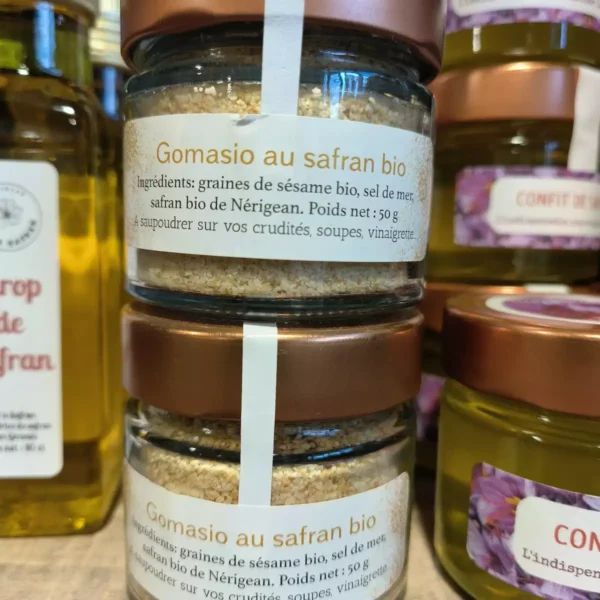 Gomasio au safran bio
Ingrédients: graines de sésame bio, sel de mer,
safran bio de Nérigean. Poids net : 50 g
A saupoudrer sur vos crudités, soupes, vinaigrette...
Gomasio au safran bio
Ingrédients: graines de sésame bio, sel de mer,
safran bio de Nérigean. Poids net : 50 g
A saupoudrer sur vos crudités, soupes, vinaigrette
rop
de
fran
CONFIT DE
CON
L'indispen